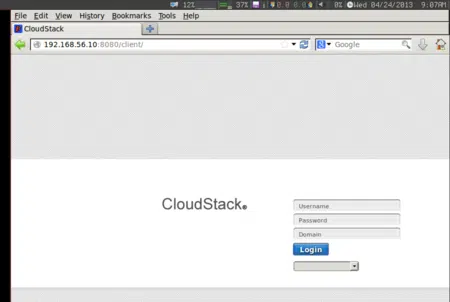 12% 37% 0% Wed 04/24/2013 9:07AM
File Edit View History Bookmarks Tools Help
CloudStack
192.168.56.10:8080/client/ Google
CloudStack®
Username
Password
Domain
Login